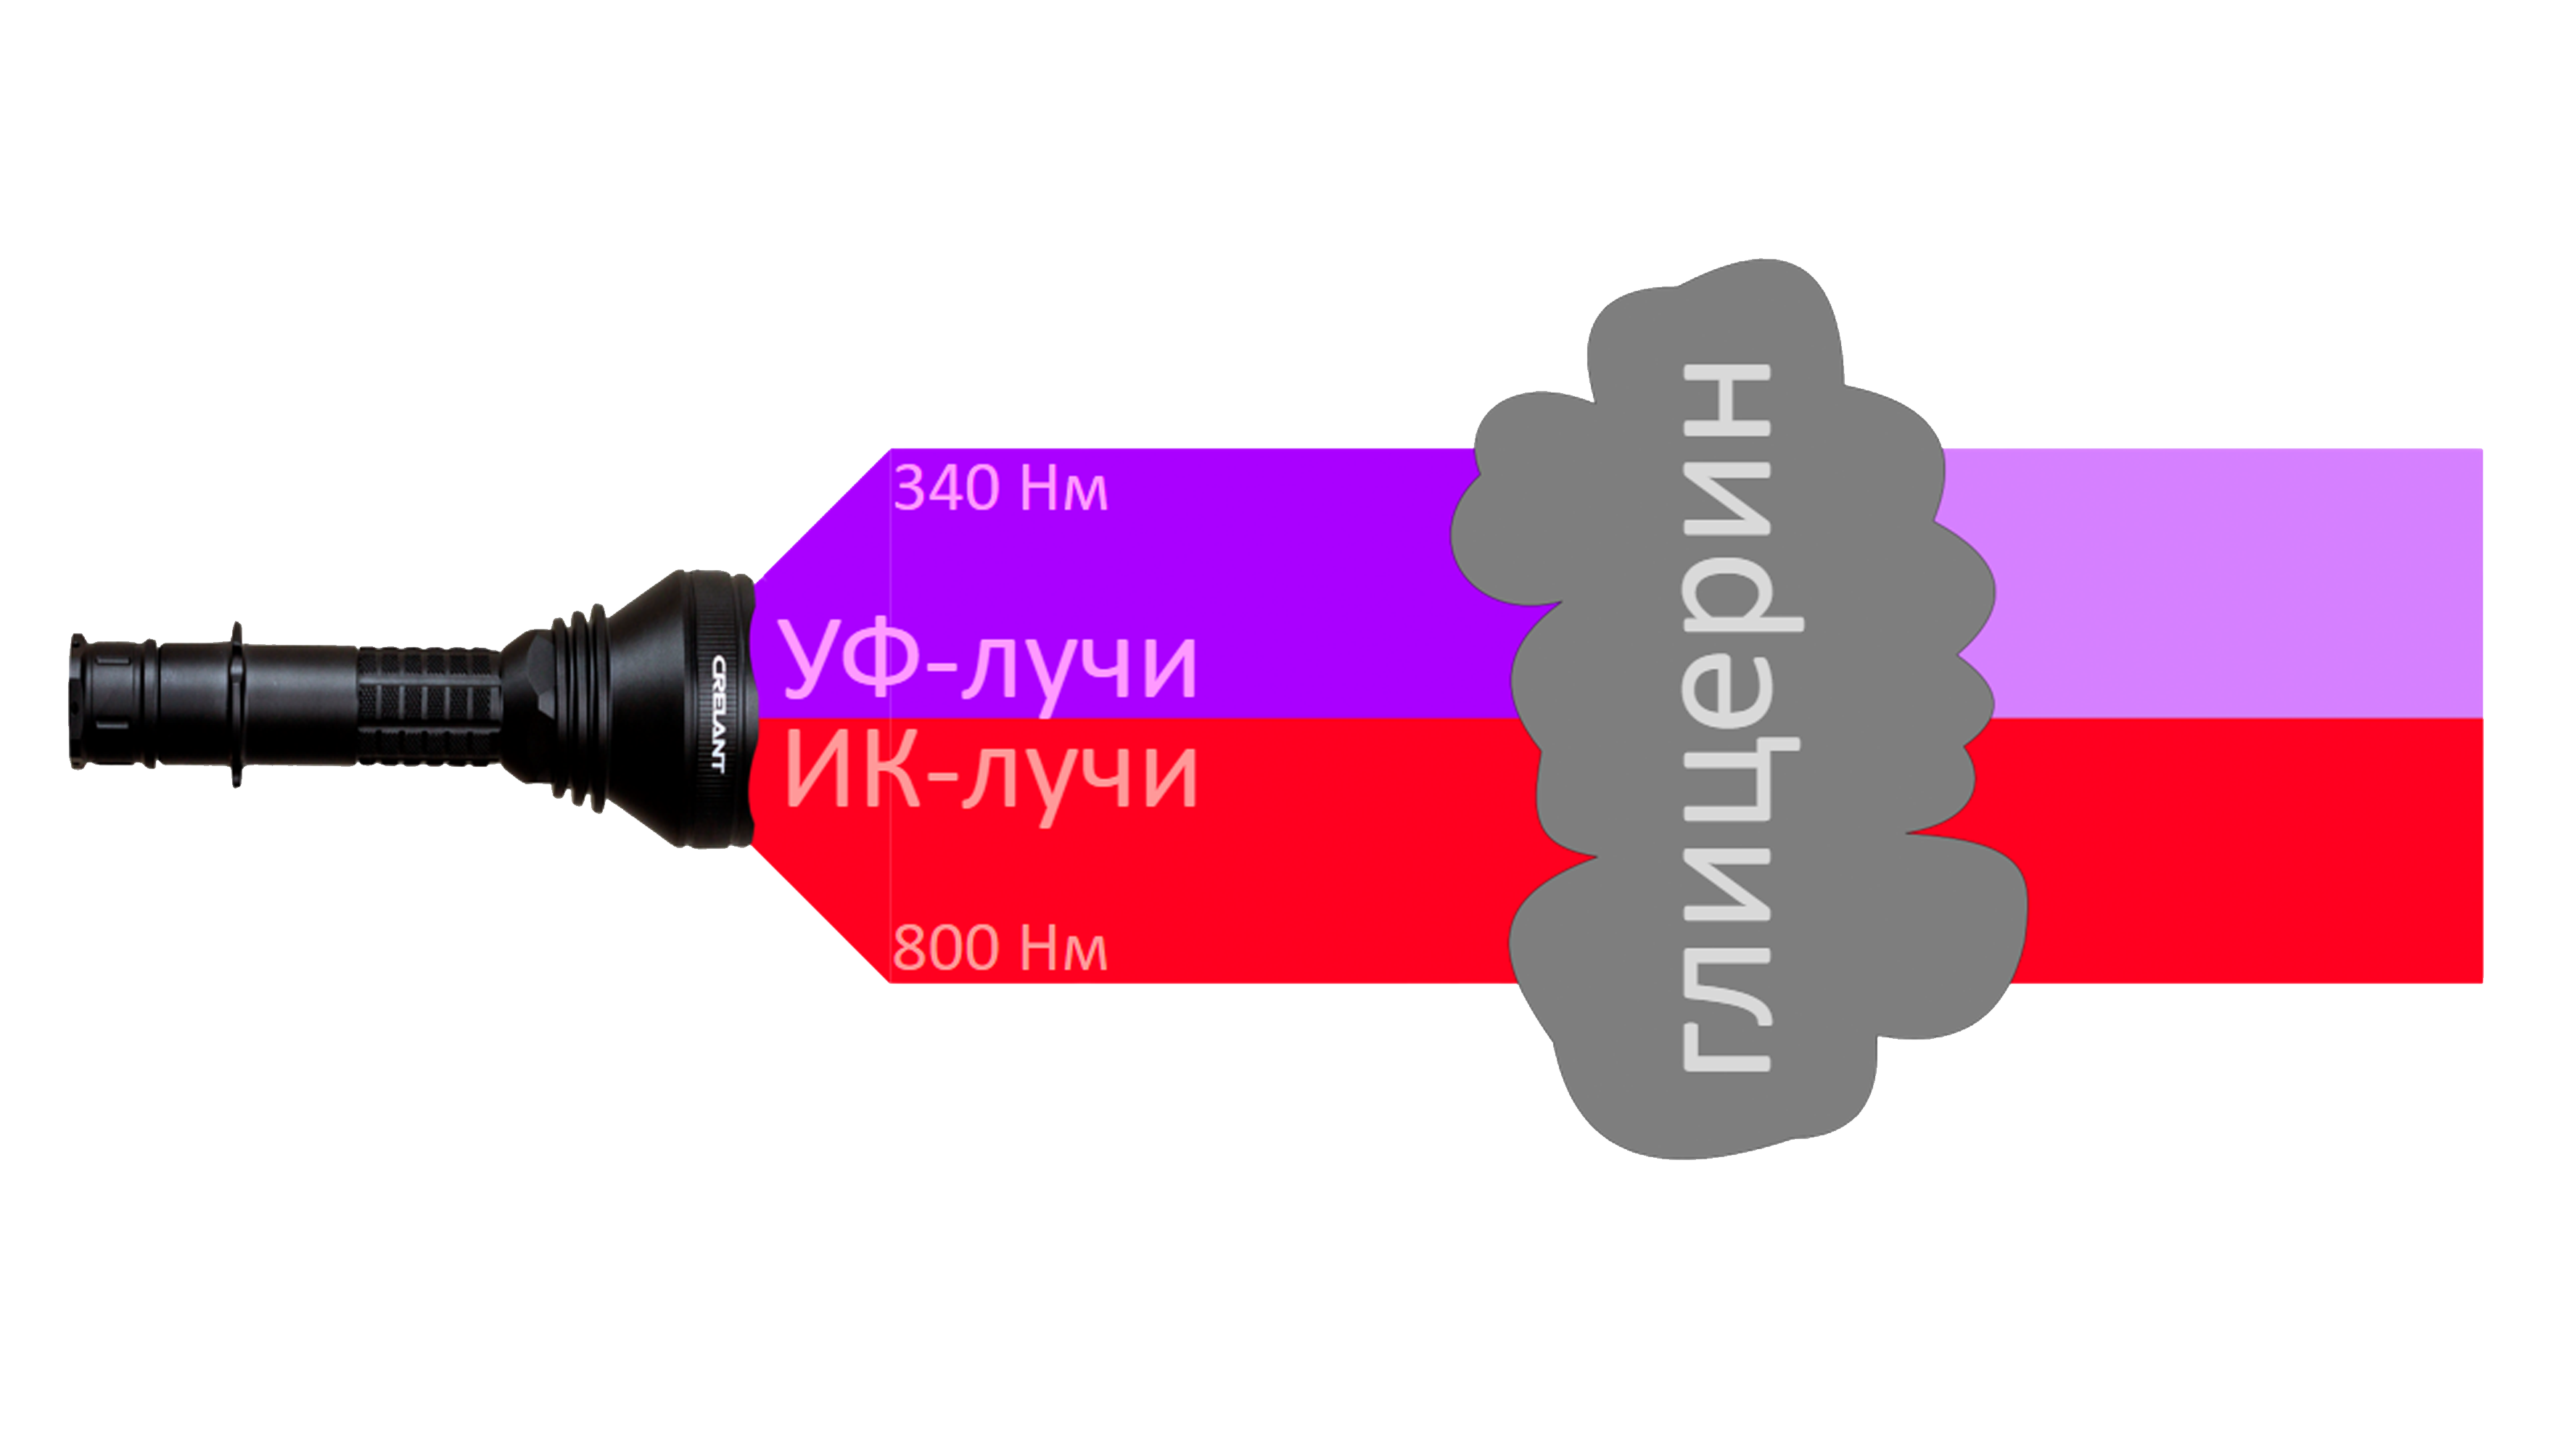 340 Нм
УФ-лучи
ИК-лучи
800 Нм
CRELANT
глицерин